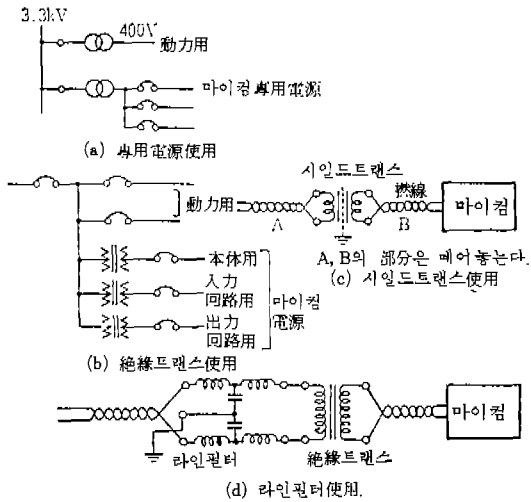 3.3kV
400V
動力用
마이컴專用電源
(a) 專用電源使用
시일드트랜스
撚線
마이컴
動力用
A
B
A, B의 部分은 떼어놓는다.
(c) 시일드트랜스使用
本体用
入力
回路用
出力
回路用
마이컴
電源
(b) 絶緣트랜스使用
마이컴
라인필터
絶緣트랜스
(d) 라인필터使用.